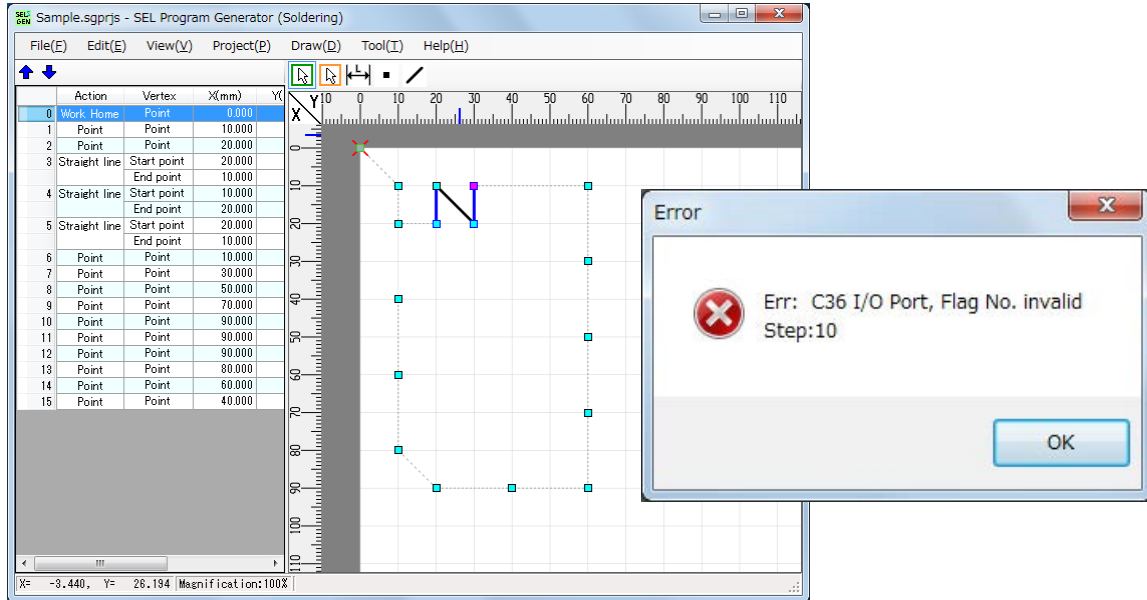 SEL GEN Sample.sgprjs - SEL Program Generator (Soldering)
File(F) Edit(E) View(V) Project(P) Draw(D) Tool(T) Help(H)
L
Action Vertex X(mm) Y(
0 Work Home Point 0.000
1 Point Point 10.000
2 Point Point 20.000
3 Straight line Start point 20.000
End point 10.000
4 Straight line Start point 10.000
End point 20.000
5 Straight line Start point 20.000
End point 10.000
6 Point Point 10.000
7 Point Point 30.000
8 Point Point 50.000
9 Point Point 70.000
10 Point Point 90.000
11 Point Point 90.000
12 Point Point 90.000
13 Point Point 80.000
14 Point Point 60.000
15 Point Point 40.000
X Y 10 0 10 20 30 40 50 60 70 80 90 100 110
0
10
20
30
40
50
60
70
80
90
100
110
X= -3.440, Y= 26.194 Magnification:100%
Error
Err: C36 I/O Port, Flag No. invalid
Step:10
OK